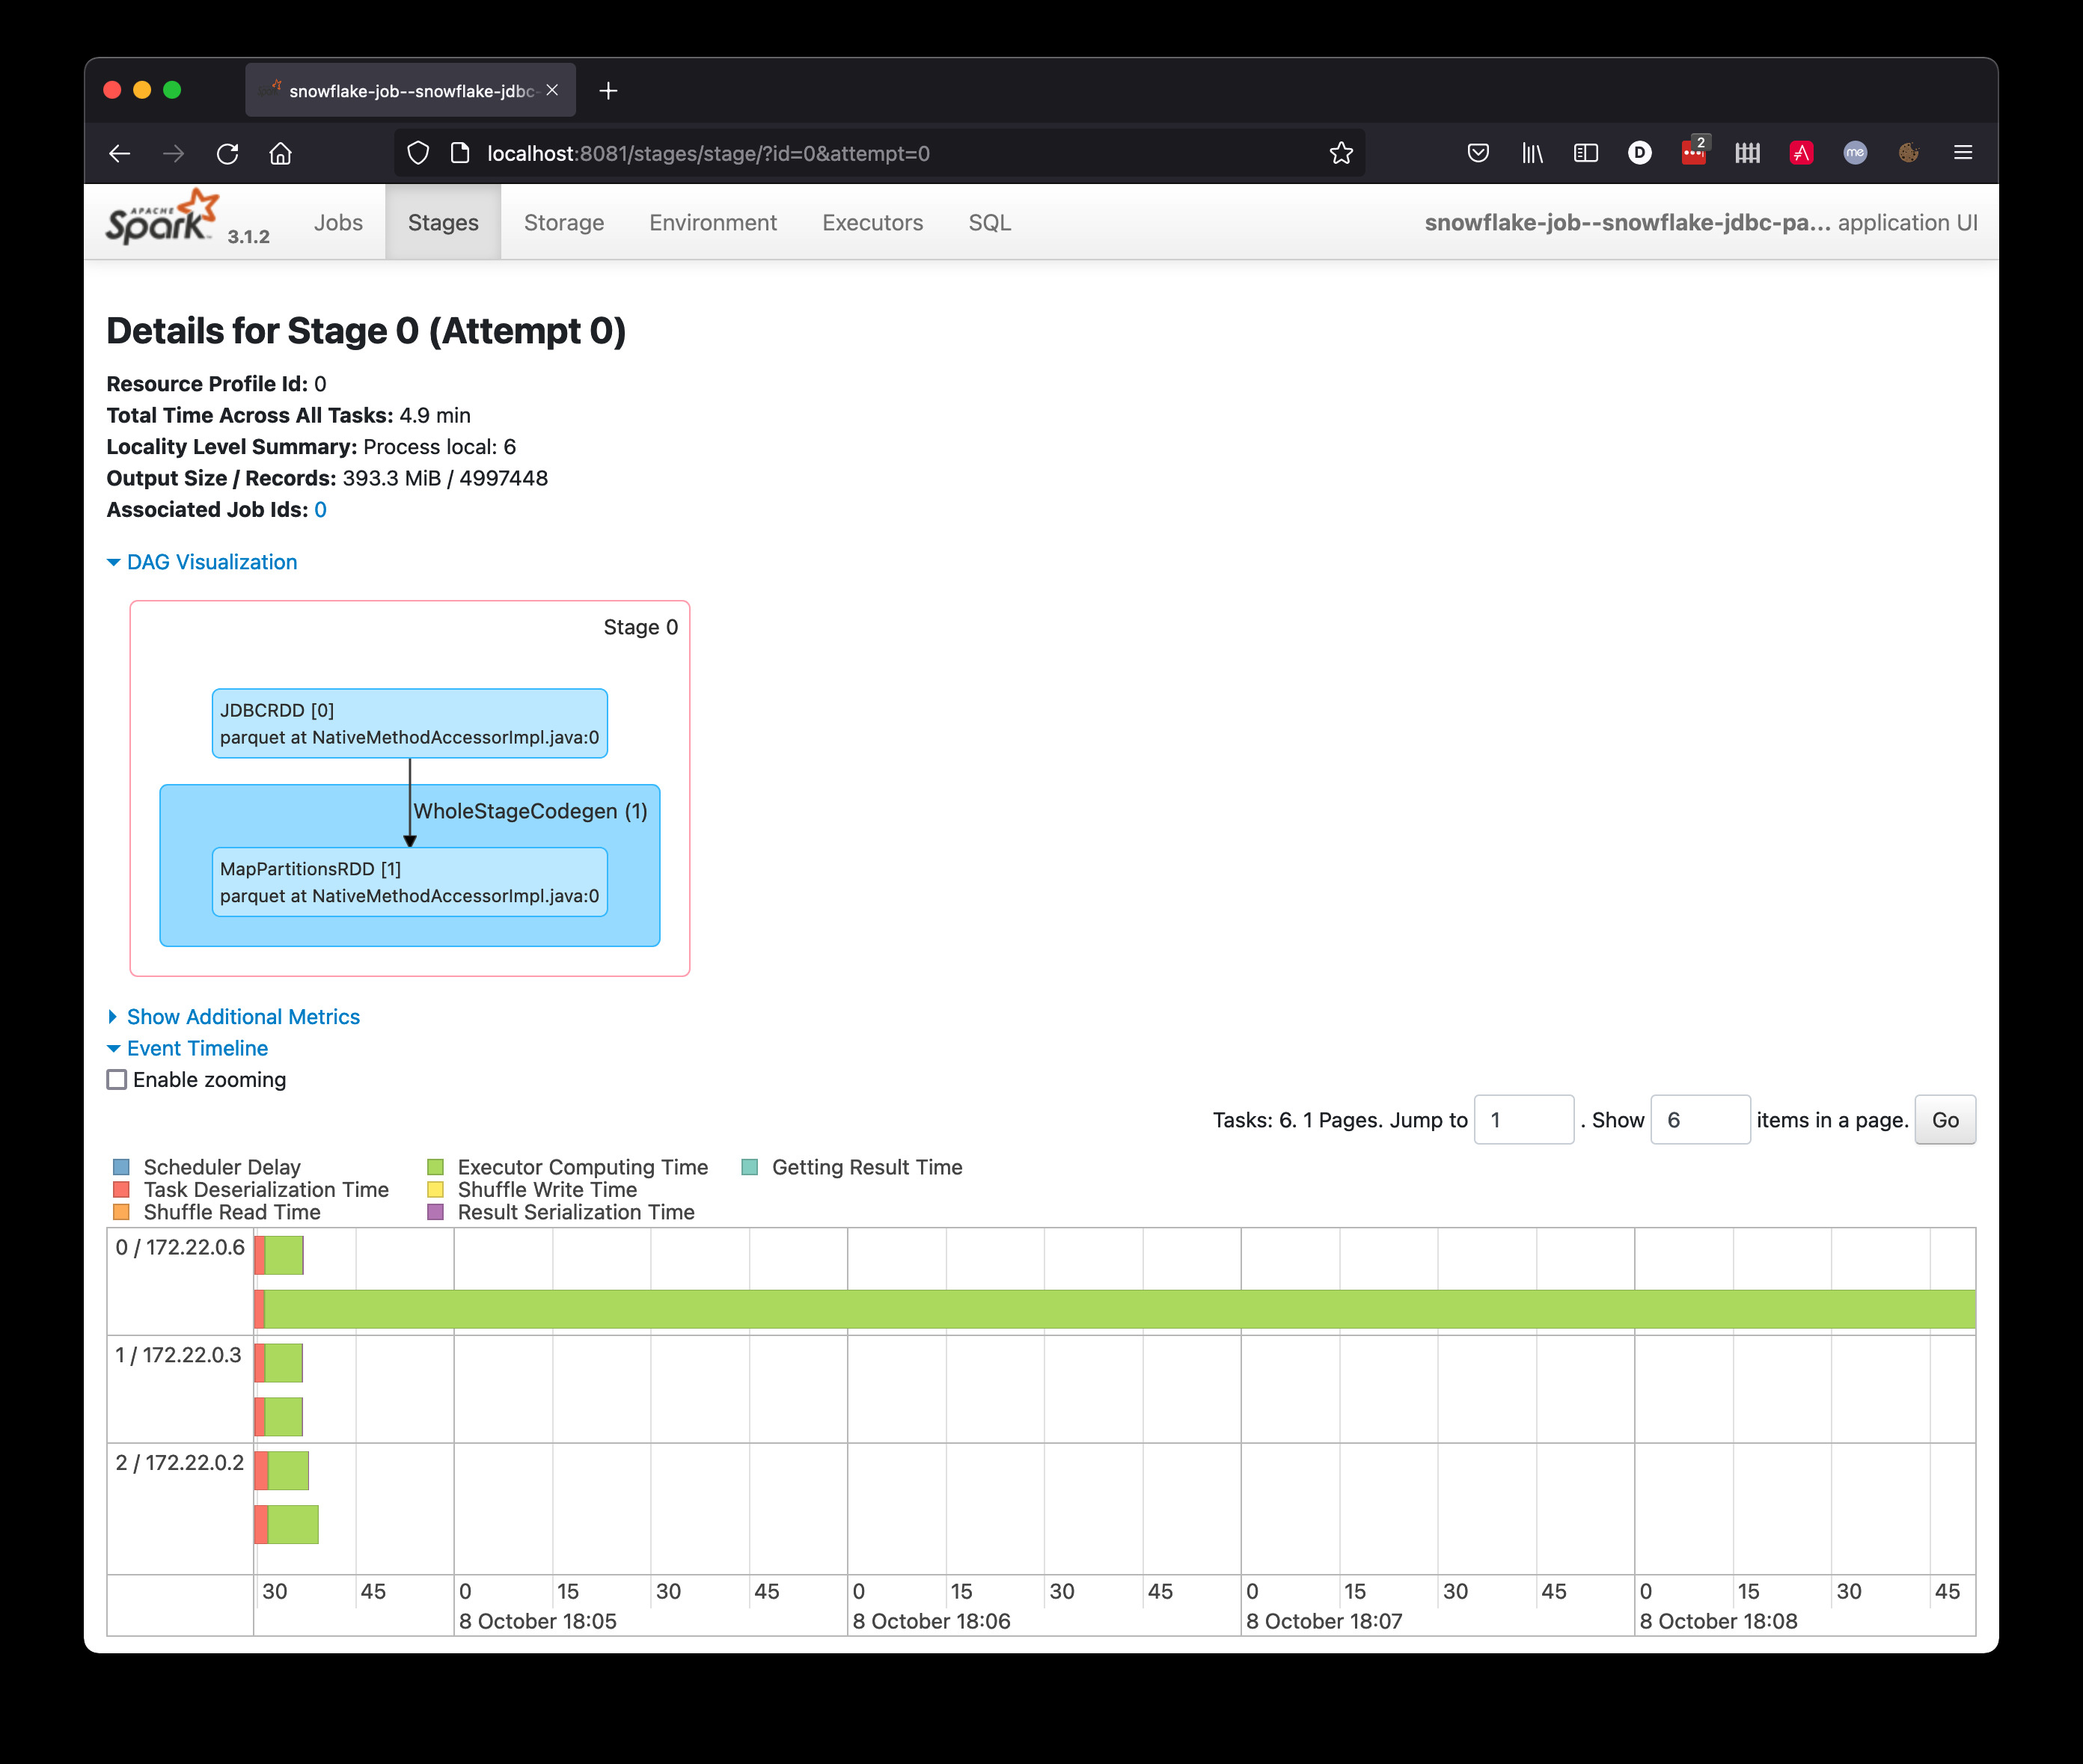 snowflake-job--snowflake-jdbc-
localhost:8081/stages/stage/?id=0&attempt=0
D
2
me
APACHE
Spark 3.1.2
Jobs
Stages
Storage
Environment
Executors
SQL
snowflake-job--snowflake-jdbc-pa... application UI
Details for Stage 0 (Attempt 0)
Resource Profile Id: 0
Total Time Across All Tasks: 4.9 min
Locality Level Summary: Process local: 6
Output Size / Records: 393.3 MiB / 4997448
Associated Job Ids: 0
DAG Visualization
Stage 0
JDBCRDD [0]
parquet at NativeMethodAccessorImpl.java:0
WholeStageCodegen (1)
MapPartitionsRDD [1]
parquet at NativeMethodAccessorImpl.java:0
Show Additional Metrics
Event Timeline
Enable zooming
Tasks: 6. 1 Pages. Jump to 1 . Show 6 items in a page. Go
Scheduler Delay
Task Deserialization Time
Shuffle Read Time
Executor Computing Time
Shuffle Write Time
Result Serialization Time
Getting Result Time
0 / 172.22.0.6
1 / 172.22.0.3
2 / 172.22.0.2
30 45 0 15 30 45 0 15 30 45 0 15 30 45 0 15 30 45
8 October 18:05 8 October 18:06 8 October 18:07 8 October 18:08